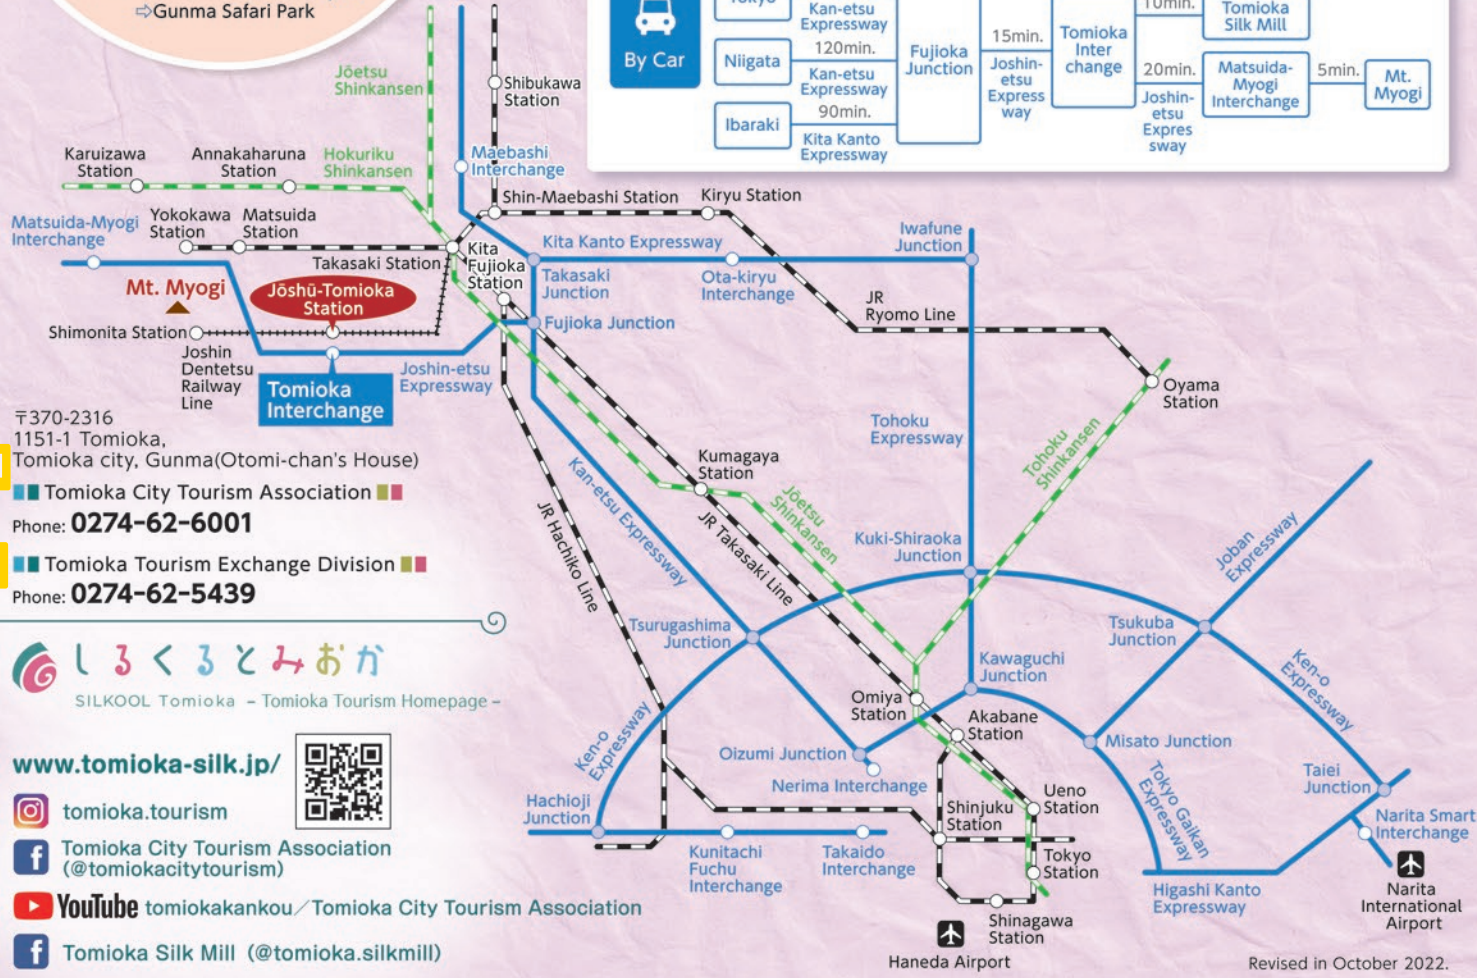 ⇨Gunma Safari Park
By Car
Kan-etsu
Expressway
Niigata
120min.
Kan-etsu
Expressway
Ibaraki
90min.
Kita Kanto
Expressway
Fujioka
Junction
15min.
Joshin-
etsu
Express
way
Tomioka
Inter
change
10min.
Tomioka
Silk Mill
20min.
Joshin-
etsu
Expres
sway
Matsuida-
Myogi
Interchange
5min.
Mt.
Myogi
Jōetsu
Shinkansen
Shibukawa
Station
Karuizawa
Station
Annakaharuna
Station
Hokuriku
Shinkansen
Maebashi
Interchange
Shin-Maebashi Station
Kiryu Station
Matsuida-Myogi
Interchange
Yokokawa
Station
Matsuida
Station
Takasaki Station
Kita
Fujioka
Station
Kita Kanto Expressway
Iwafune
Junction
Takasaki
Junction
Ota-kiryu
Interchange
Mt. Myogi
Jōshū-Tomioka
Station
JR
Ryomo Line
Shimonita Station
Fujioka Junction
Joshin
Dentetsu
Railway
Line
Tomioka
Interchange
Joshin-etsu
Expressway
Oyama
Station
Tohoku
Expressway
Tohoku
Shinkansen
Kumagaya
Station
Kan-etsu Expressway
Jōetsu
Shinkansen
JR Hachiko Line
JR Takasaki Line
Kuki-Shiraoka
Junction
Joban
Expressway
Tsurugashima
Junction
Tsukuba
Junction
Kawaguchi
Junction
Ken-o
Expressway
Omiya
Station
Akabane
Station
Ken-o
Expressway
Oizumi Junction
Misato Junction
Nerima Interchange
Tokyo Gaikan
Expressway
Taiei
Junction
Hachioji
Junction
Shinjuku
Station
Ueno
Station
Narita Smart
Interchange
Kunitachi
Fuchu
Interchange
Takaido
Interchange
Tokyo
Station
Higashi Kanto
Expressway
Narita
International
Airport
Shinagawa
Station
Haneda Airport
〒370-2316
1151-1 Tomioka,
Tomioka city, Gunma(Otomi-chan's House)
Tomioka City Tourism Association
Phone: 0274-62-6001
Tomioka Tourism Exchange Division
Phone: 0274-62-5439
しるくるとみおか
SILKOOL Tomioka – Tomioka Tourism Homepage –
www.tomioka-silk.jp/
tomioka.tourism
Tomioka City Tourism Association
(@tomiokacitytourism)
YouTube tomiokakankou／Tomioka City Tourism Association
Tomioka Silk Mill (@tomioka.silkmill)
Revised in October 2022.